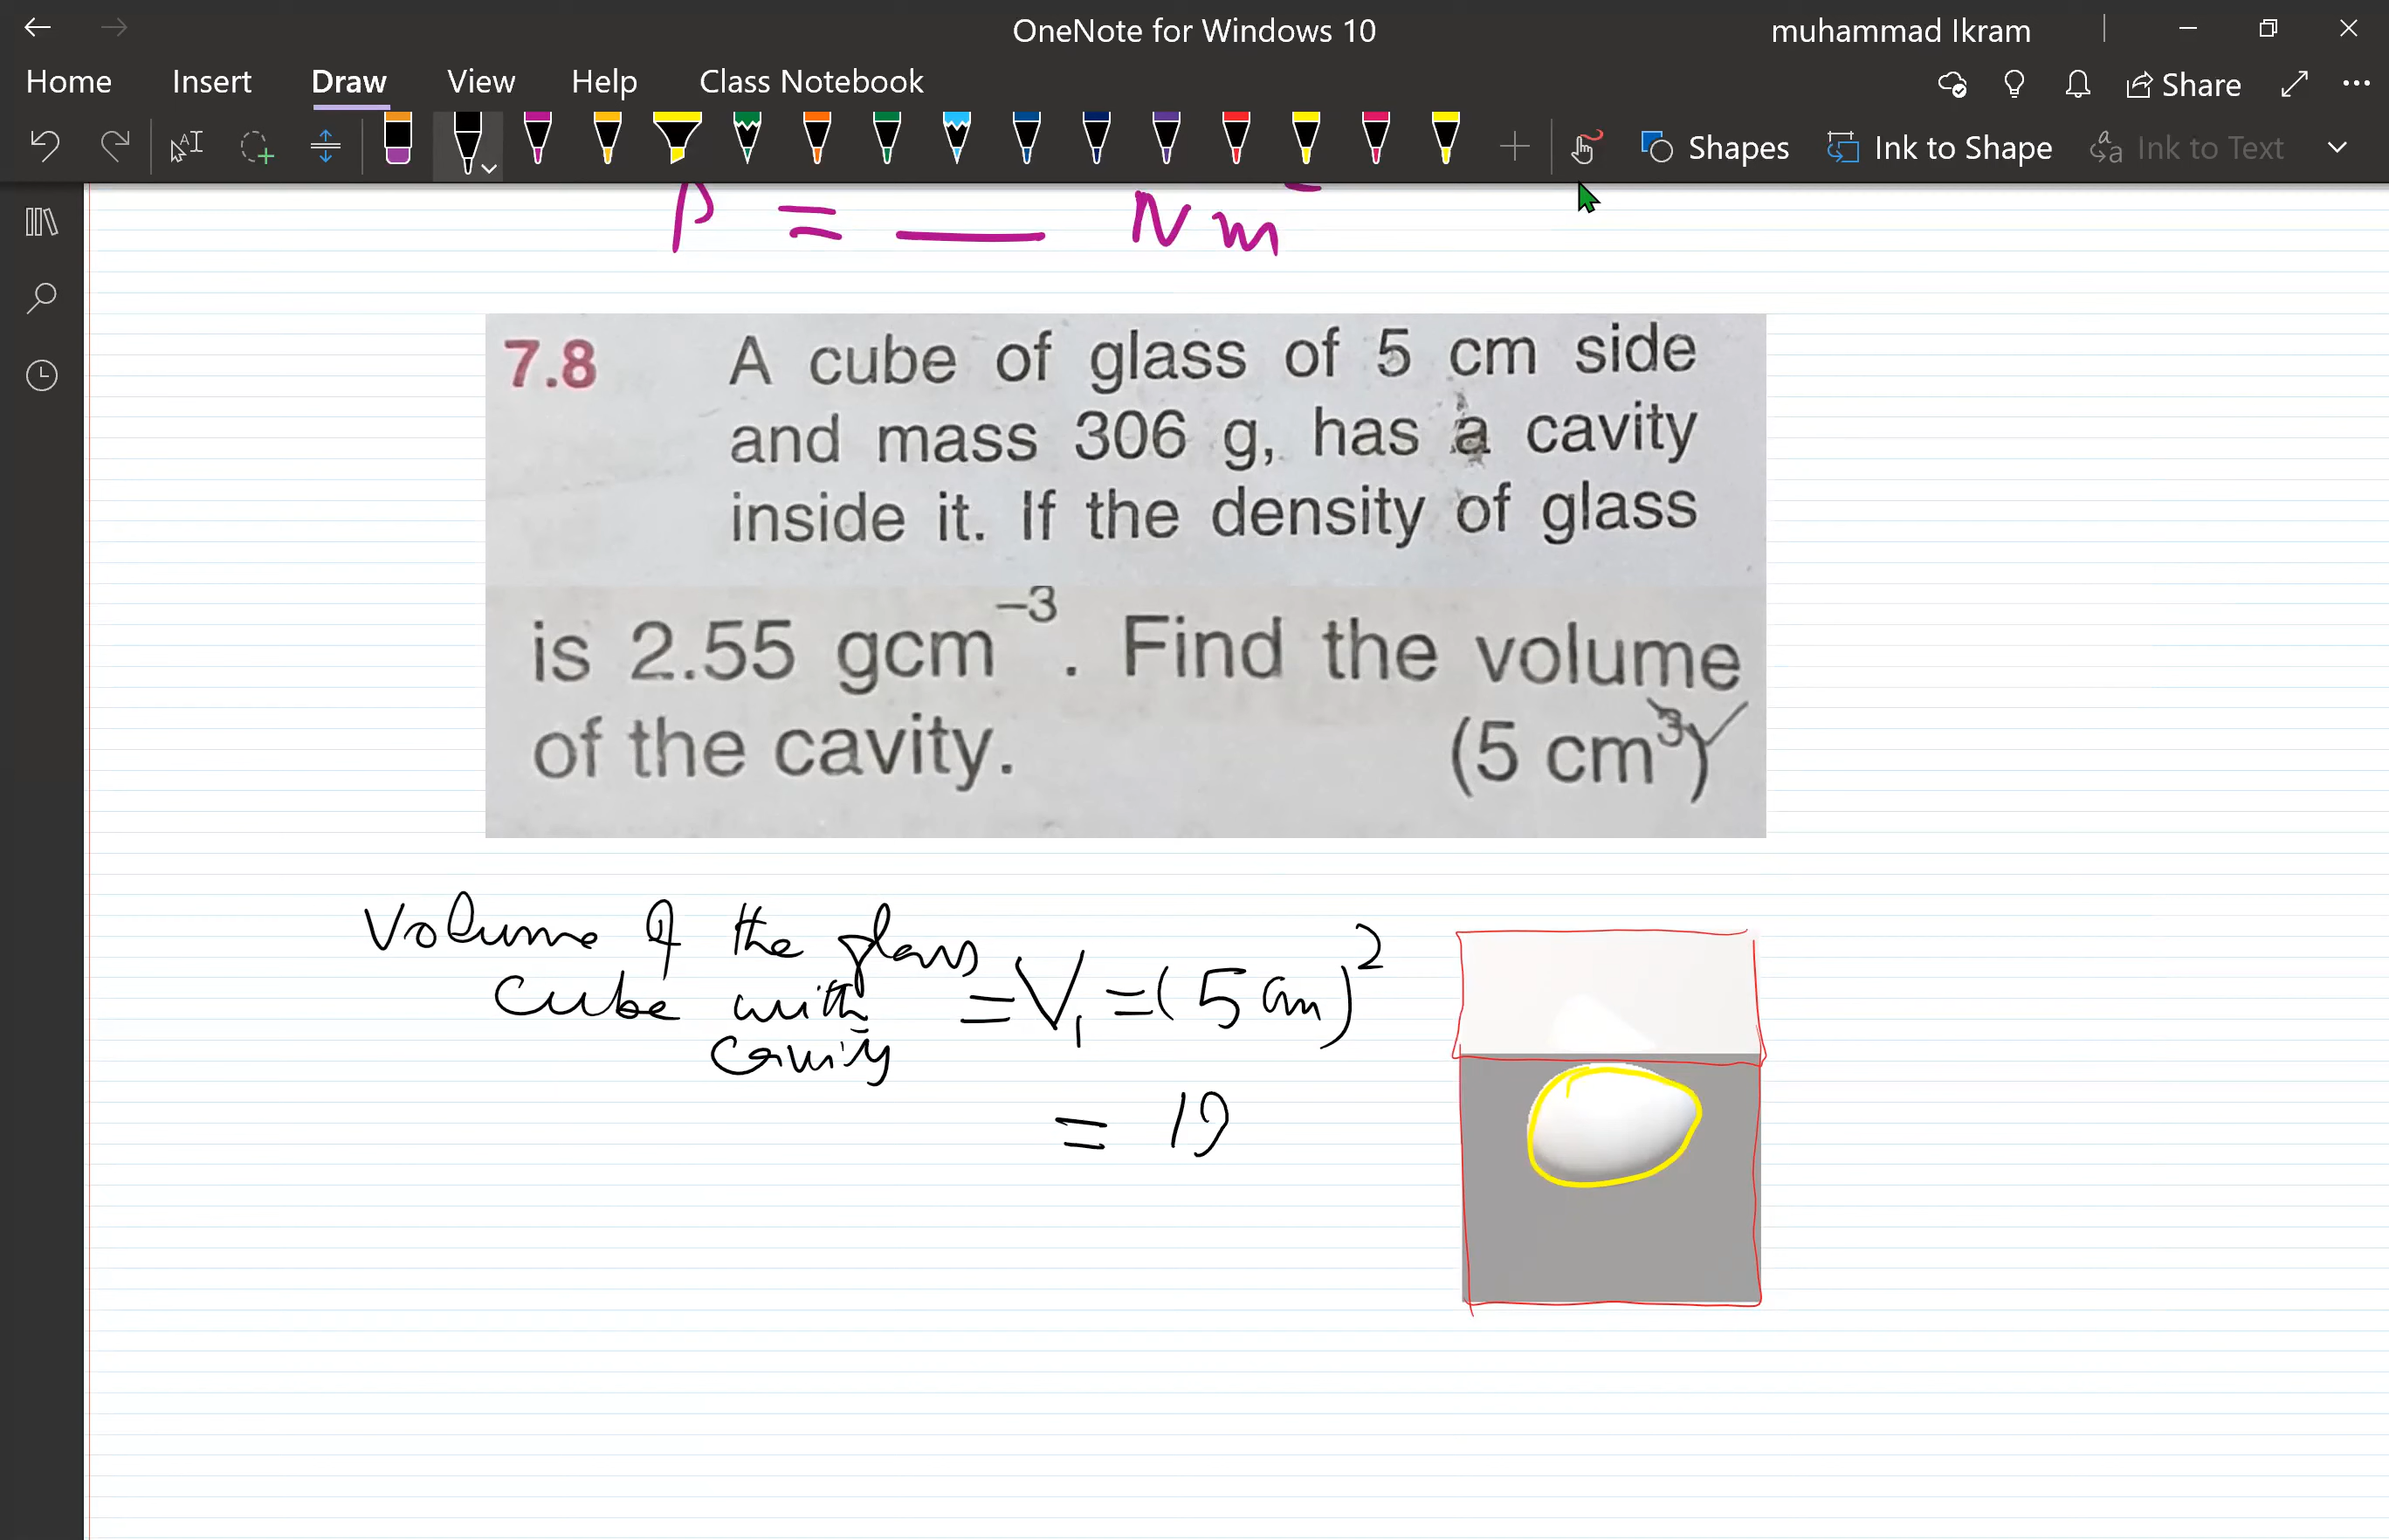 OneNote for Windows 10
muhammad Ikram
Home Insert Draw View Help Class Notebook
Share
Shapes Ink to Shape Ink to Text
P = __ Nm
7.8 A cube of glass of 5 cm side
and mass 306 g, has a cavity
inside it. If the density of glass
is 2.55 gcm⁻³. Find the volume
of the cavity. (5 cm³)
Volume of the glass
cube with
cavity
= V₁ = (5 cm)²
= 19